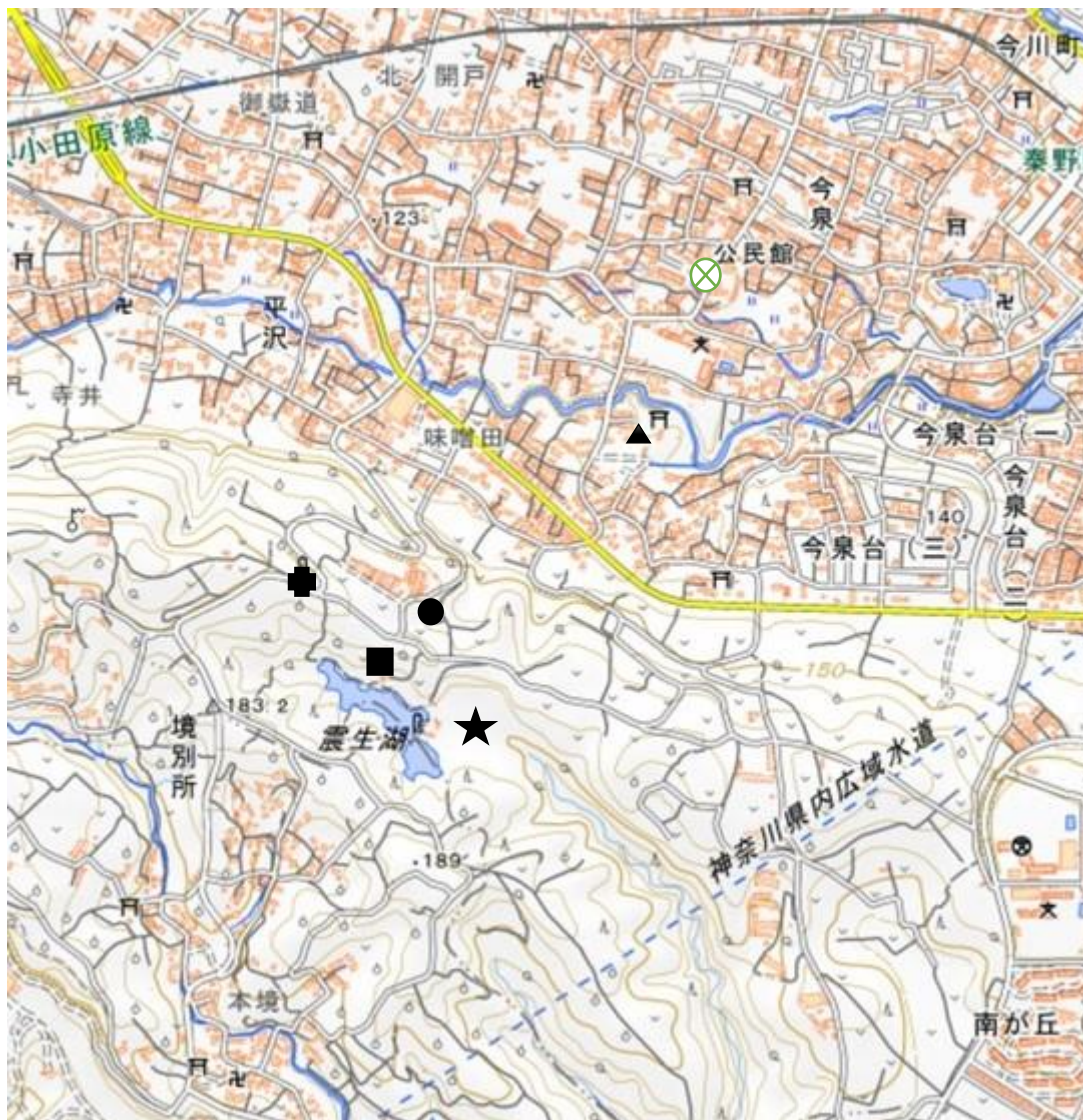 今川町
北ノ開戸
御嶽道
小田原線
秦野
今泉
・123
公民館
平沢
寺井
味噌田
今泉台(一)
今泉台(二)
140
今泉台(三)
150
183.2
震生湖
境別所
神奈川県内広域水道
・189
本境
南が丘